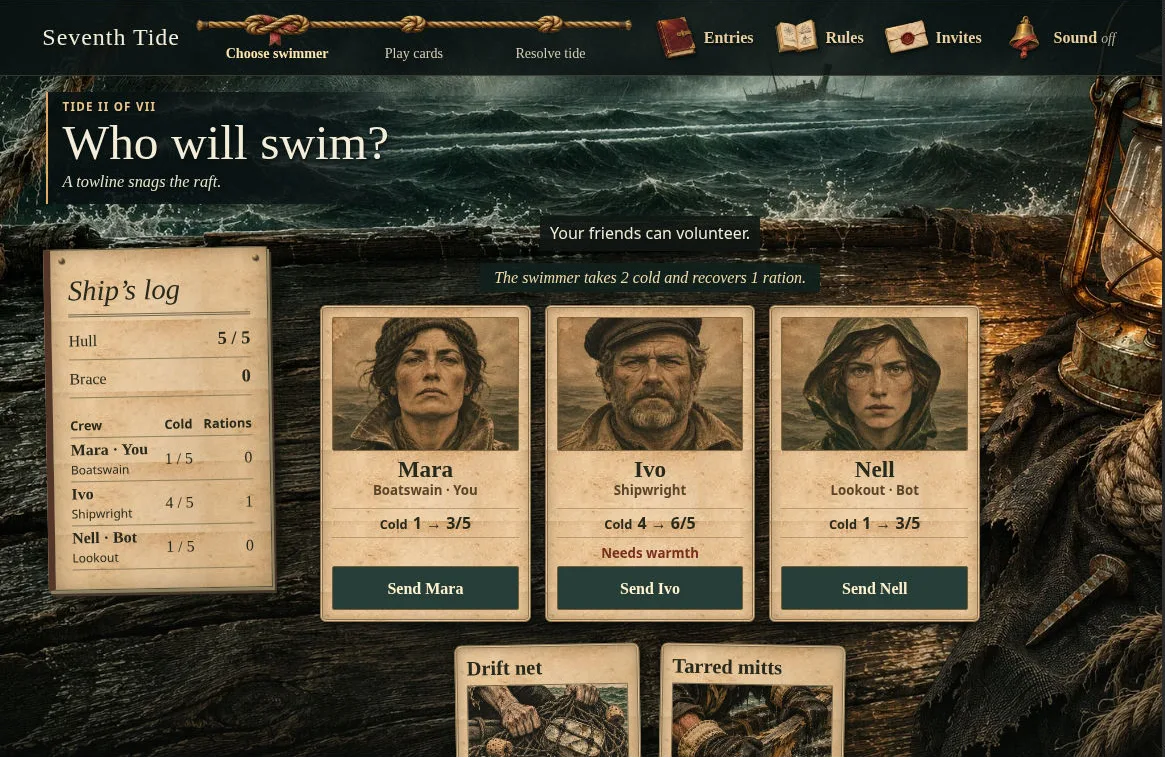 Seventh Tide
Choose swimmer
Play cards
Resolve tide
Entries
Rules
Invites
Sound off
TIDE II OF VII
Who will swim?
A towline snags the raft.
Your friends can volunteer.
The swimmer takes 2 cold and recovers 1 ration.
Ship's log
Hull 5 / 5
Brace 0
Crew Cold Rations
Mara · You 1 / 5 0
Boatswain
Ivo 4 / 5 1
Shipwright
Nell · Bot 1 / 5 0
Lookout
Mara
Boatswain · You
Cold 1 → 3/5
Send Mara
Ivo
Shipwright
Cold 4 → 6/5
Needs warmth
Send Ivo
Nell
Lookout · Bot
Cold 1 → 3/5
Send Nell
Drift net
Tarred mitts